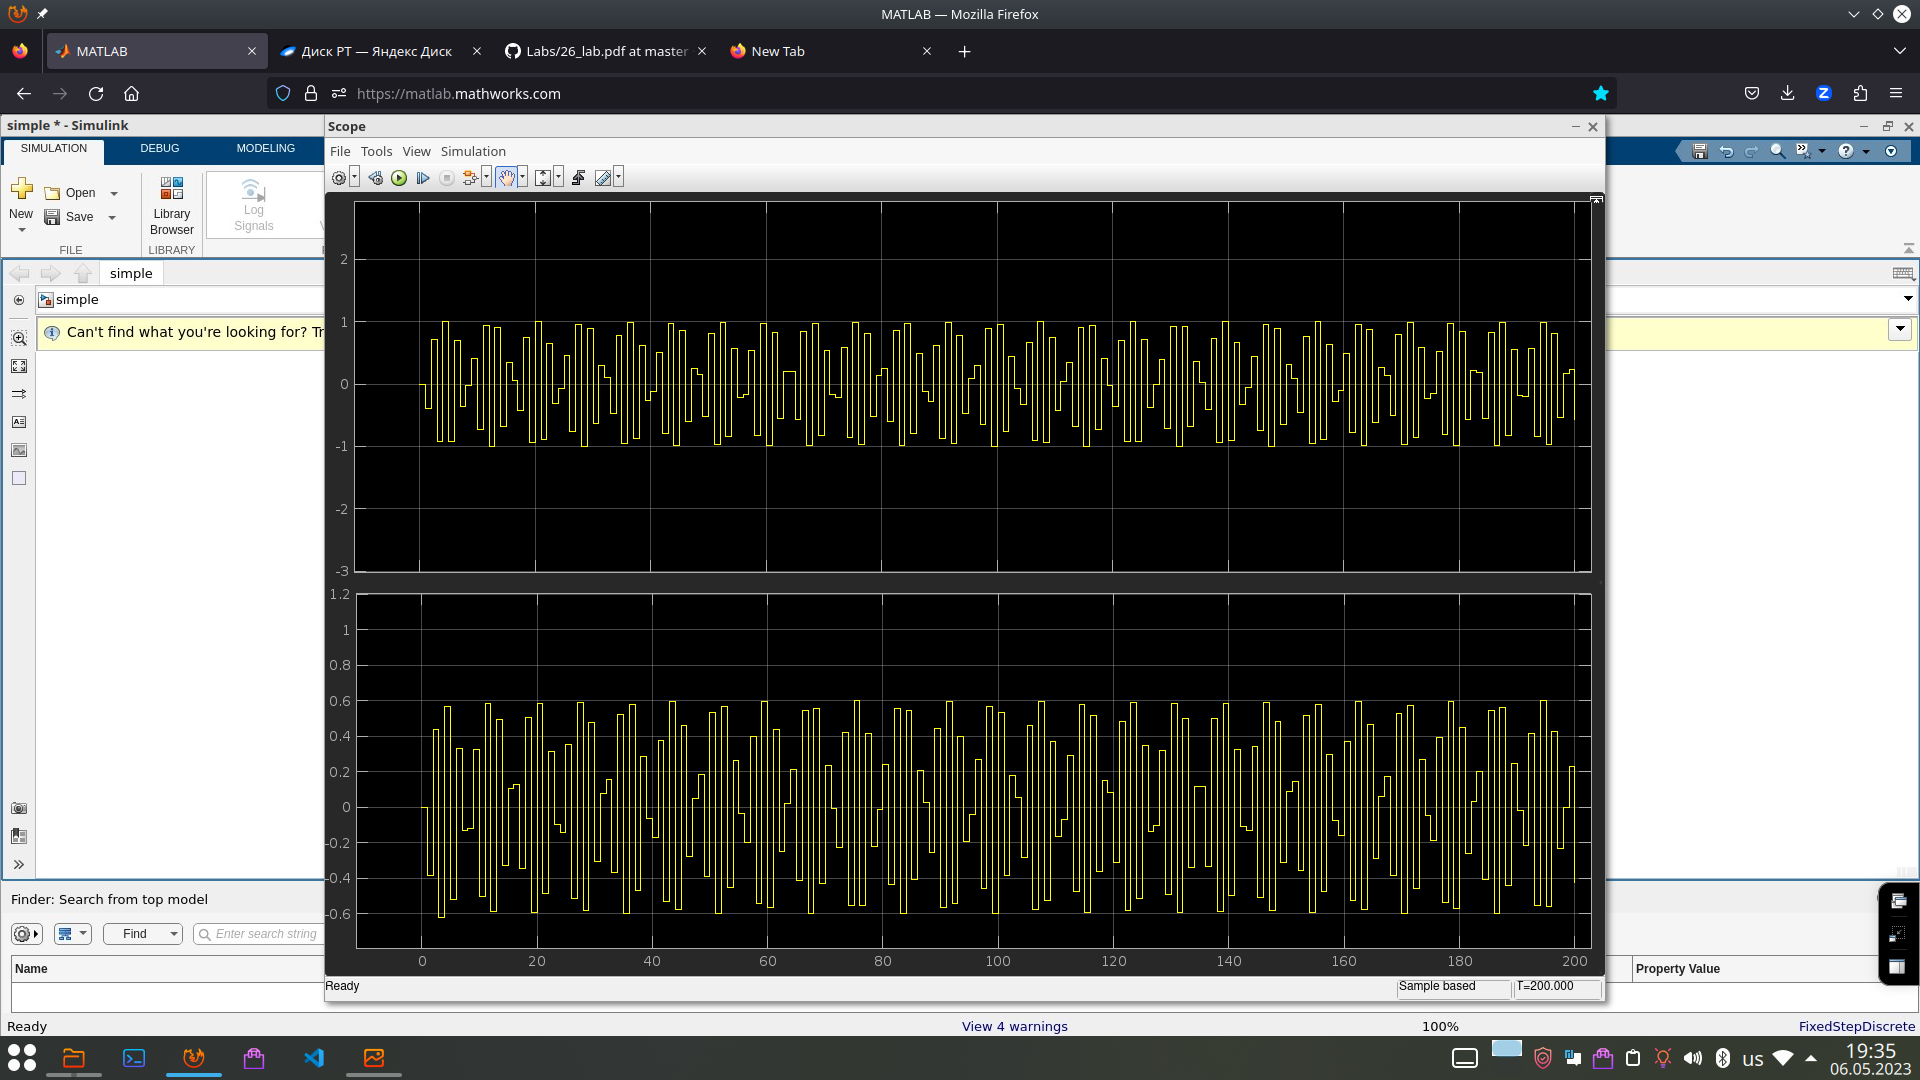 MATLAB — Mozilla Firefox
MATLAB
Диск РТ — Яндекс Диск
Labs/26_lab.pdf at master
New Tab
https://matlab.mathworks.com
simple * - Simulink
SIMULATION
DEBUG
MODELING
New
Open
Save
FILE
Library
Browser
LIBRARY
Log
Signals
simple
simple
Can't find what you're looking for? Tr
Scope
File
Tools
View
Simulation
2
1
0
-1
-2
-3
1.2
1
0.8
0.6
0.4
0.2
0
-0.2
-0.4
-0.6
0
20
40
60
80
100
120
140
160
180
200
Ready
Sample based
T=200.000
Finder: Search from top model
Find
Enter search string
Name
Property Value
Ready
View 4 warnings
100%
FixedStepDiscrete
us
19:35
06.05.2023